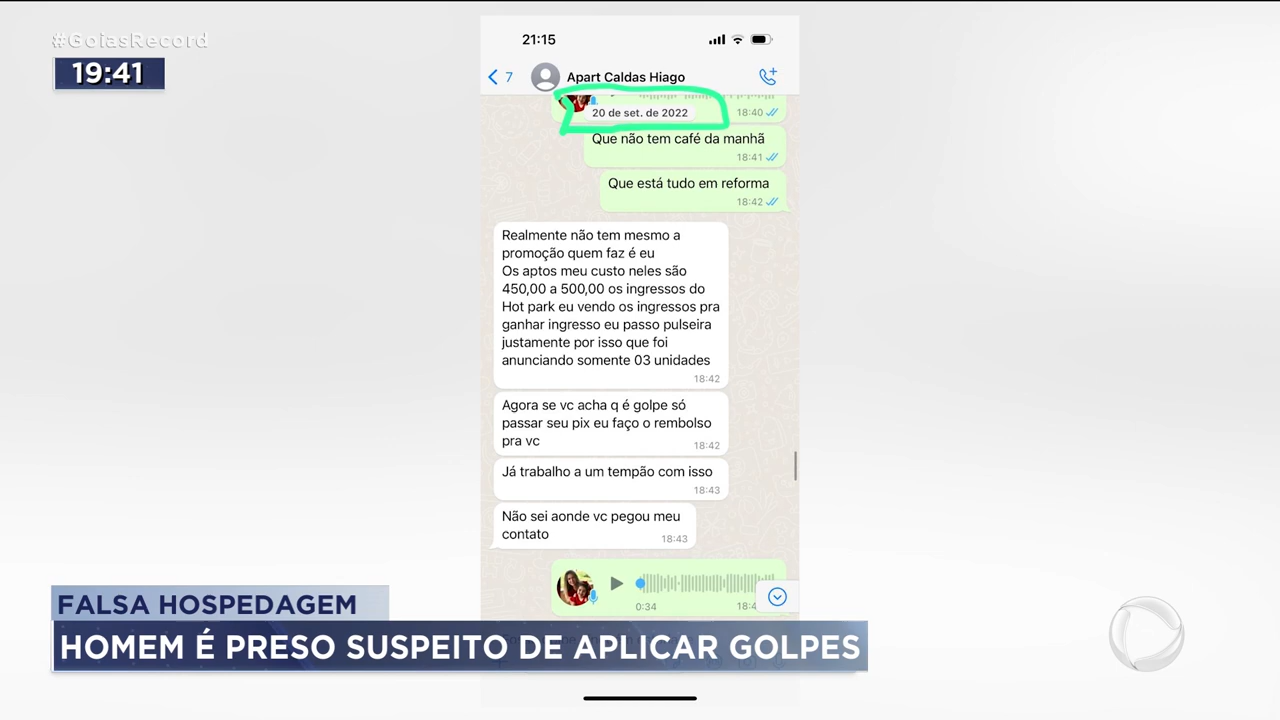 #GoiásRecord
19:41
21:15
7
Apart Caldas Hiago
20 de set. de 2022
18:40
Que não tem café da manhã
18:41
Que está tudo em reforma
18:42
Realmente não tem mesmo a
promoção quem faz é eu
Os aptos meu custo neles são
450,00 a 500,00 os ingressos do
Hot park eu vendo os ingressos pra
ganhar ingresso eu passo pulseira
justamente por isso que foi
anunciando somente 03 unidades
18:42
Agora se vc acha q é golpe só
passar seu pix eu faço o rembolso
pra vc
18:42
Já trabalho a um tempão com isso
18:43
Não sei aonde vc pegou meu
contato
18:43
0:34
FALSA HOSPEDAGEM
HOMEM É PRESO SUSPEITO DE APLICAR GOLPES